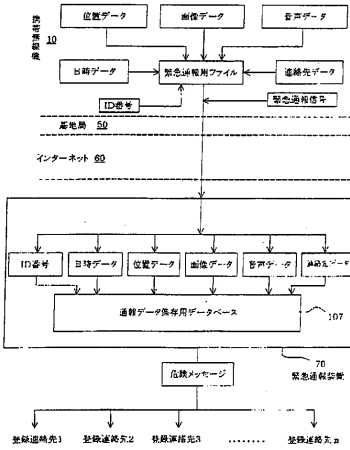 位置データ
画像データ
音声データ
10
日時データ
緊急通報用ファイル
連絡先データ
ID番号
緊急通報信号
基地局 50
インターネット 60
ID番号
日時データ
位置データ
画像データ
音声データ
連絡先データ
通報データ保存用データベース
107
70
緊急通報装置
危険メッセージ
登録連絡先1
登録連絡先2
登録連絡先3
………
登録連絡先n